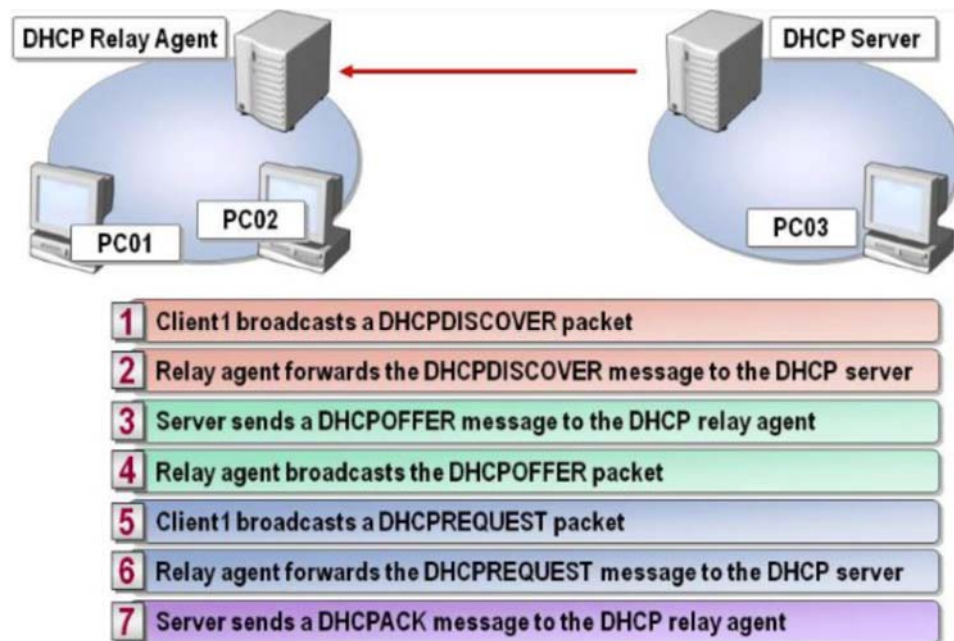 DHCP Relay Agent
DHCP Server
PC01
PC02
PC03
1 Client1 broadcasts a DHCPDISCOVER packet
2 Relay agent forwards the DHCPDISCOVER message to the DHCP server
3 Server sends a DHCPOFFER message to the DHCP relay agent
4 Relay agent broadcasts the DHCPOFFER packet
5 Client1 broadcasts a DHCPREQUEST packet
6 Relay agent forwards the DHCPREQUEST message to the DHCP server
7 Server sends a DHCPACK message to the DHCP relay agent